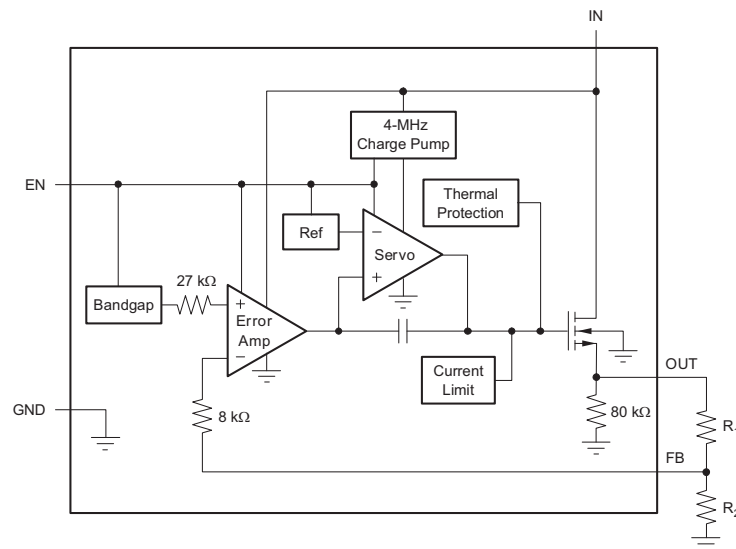 IN
4-MHz
Charge Pump
EN
Thermal
Protection
Ref
−
Servo
+
27 kΩ
Bandgap
+
Error
Amp
−
Current
Limit
OUT
GND
8 kΩ
80 kΩ
FB